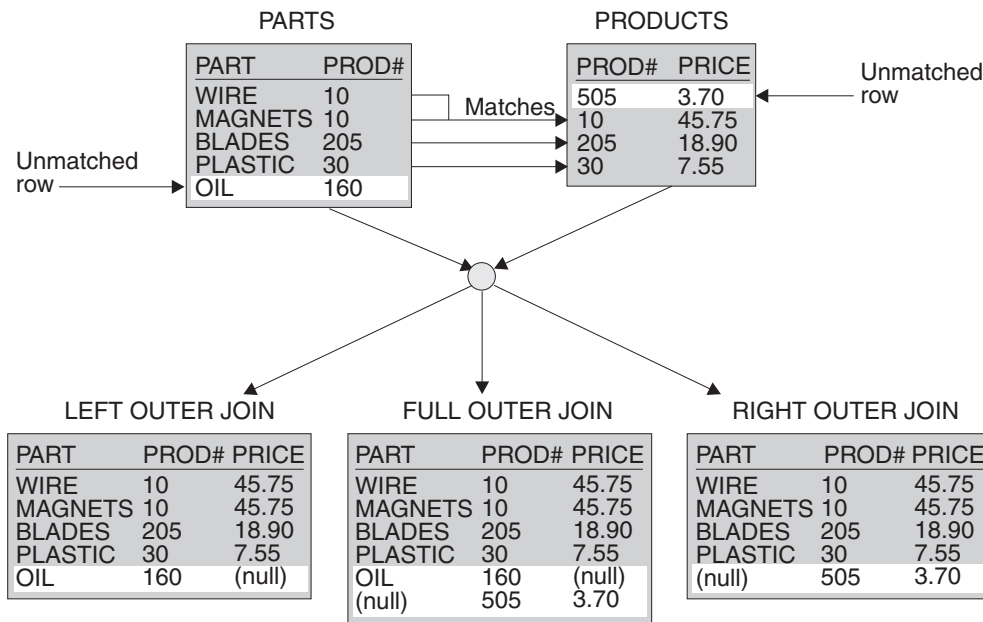 PARTS
PART PROD#
WIRE 10
MAGNETS 10
BLADES 205
PLASTIC 30
OIL 160
Unmatched
row
Matches
PRODUCTS
PROD# PRICE
505 3.70
10 45.75
205 18.90
30 7.55
Unmatched
row
LEFT OUTER JOIN
PART PROD# PRICE
WIRE 10 45.75
MAGNETS 10 45.75
BLADES 205 18.90
PLASTIC 30 7.55
OIL 160 (null)
FULL OUTER JOIN
PART PROD# PRICE
WIRE 10 45.75
MAGNETS 10 45.75
BLADES 205 18.90
PLASTIC 30 7.55
OIL 160 (null)
(null) 505 3.70
RIGHT OUTER JOIN
PART PROD# PRICE
WIRE 10 45.75
MAGNETS 10 45.75
BLADES 205 18.90
PLASTIC 30 7.55
(null) 505 3.70